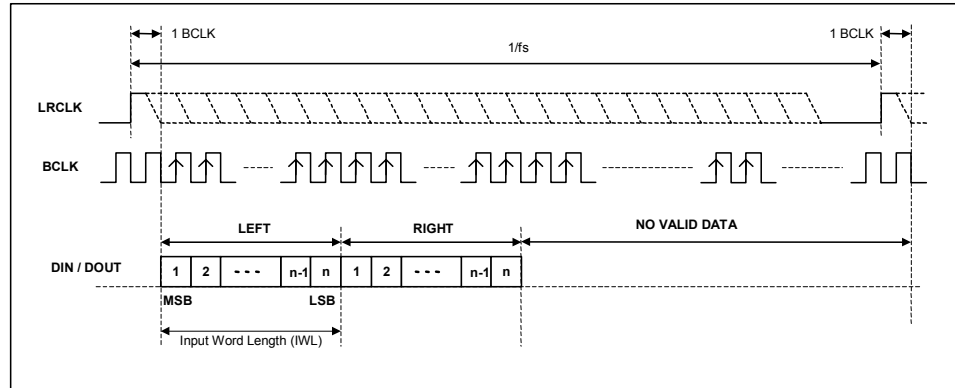 1 BCLK
1 BCLK
1/fs
LRCLK
BCLK
LEFT
RIGHT
NO VALID DATA
DIN / DOUT
1 2 - - - n-1 n 1 2 - - - n-1 n
MSB
LSB
Input Word Length (IWL)